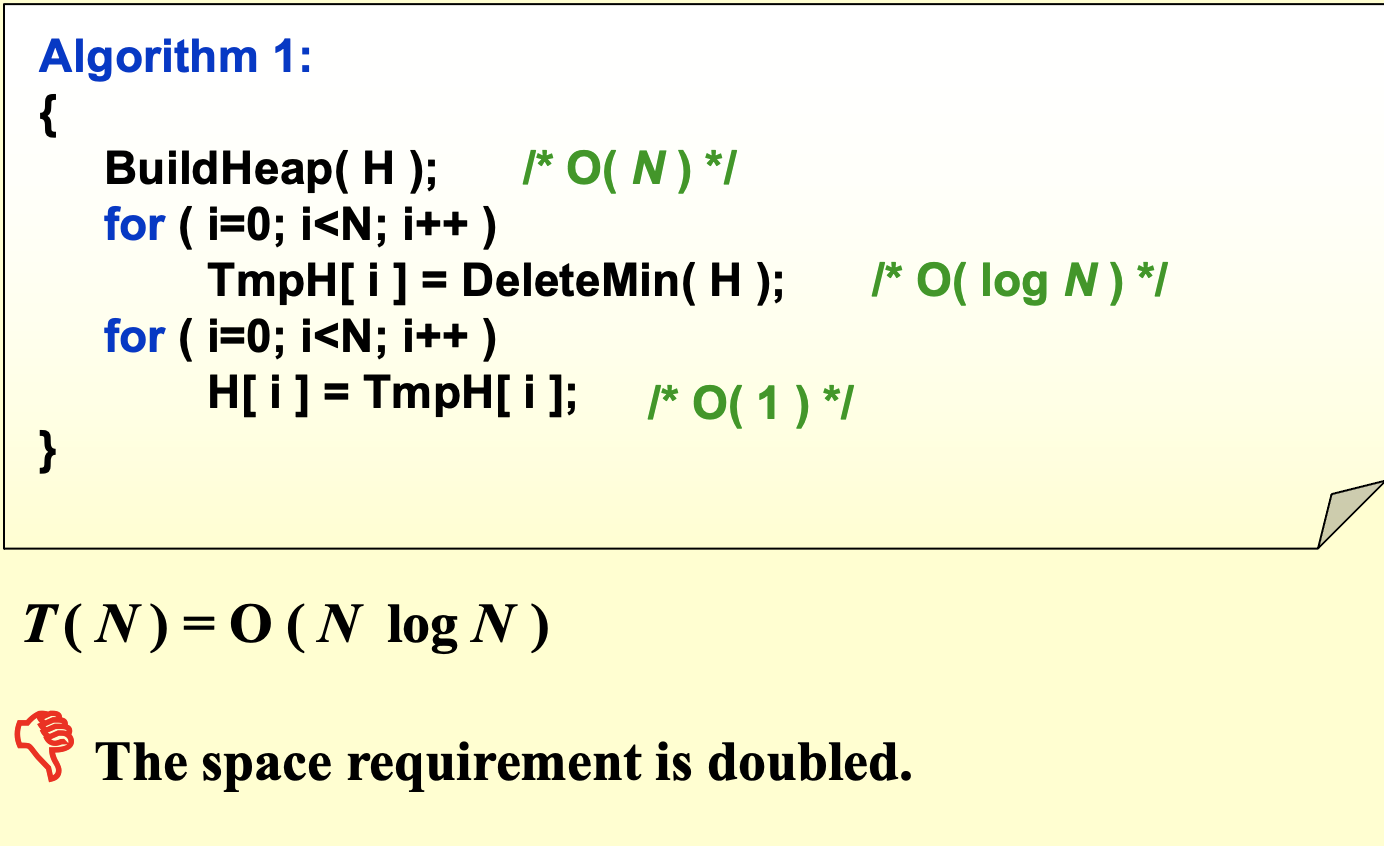 Algorithm 1:
{
BuildHeap( H ); /* O( N ) */
for ( i=0; i<N; i++ )
TmpH[ i ] = DeleteMin( H ); /* O( log N ) */
for ( i=0; i<N; i++ )
H[ i ] = TmpH[ i ]; /* O( 1 ) */
}
T( N ) = O ( N log N )
The space requirement is doubled.